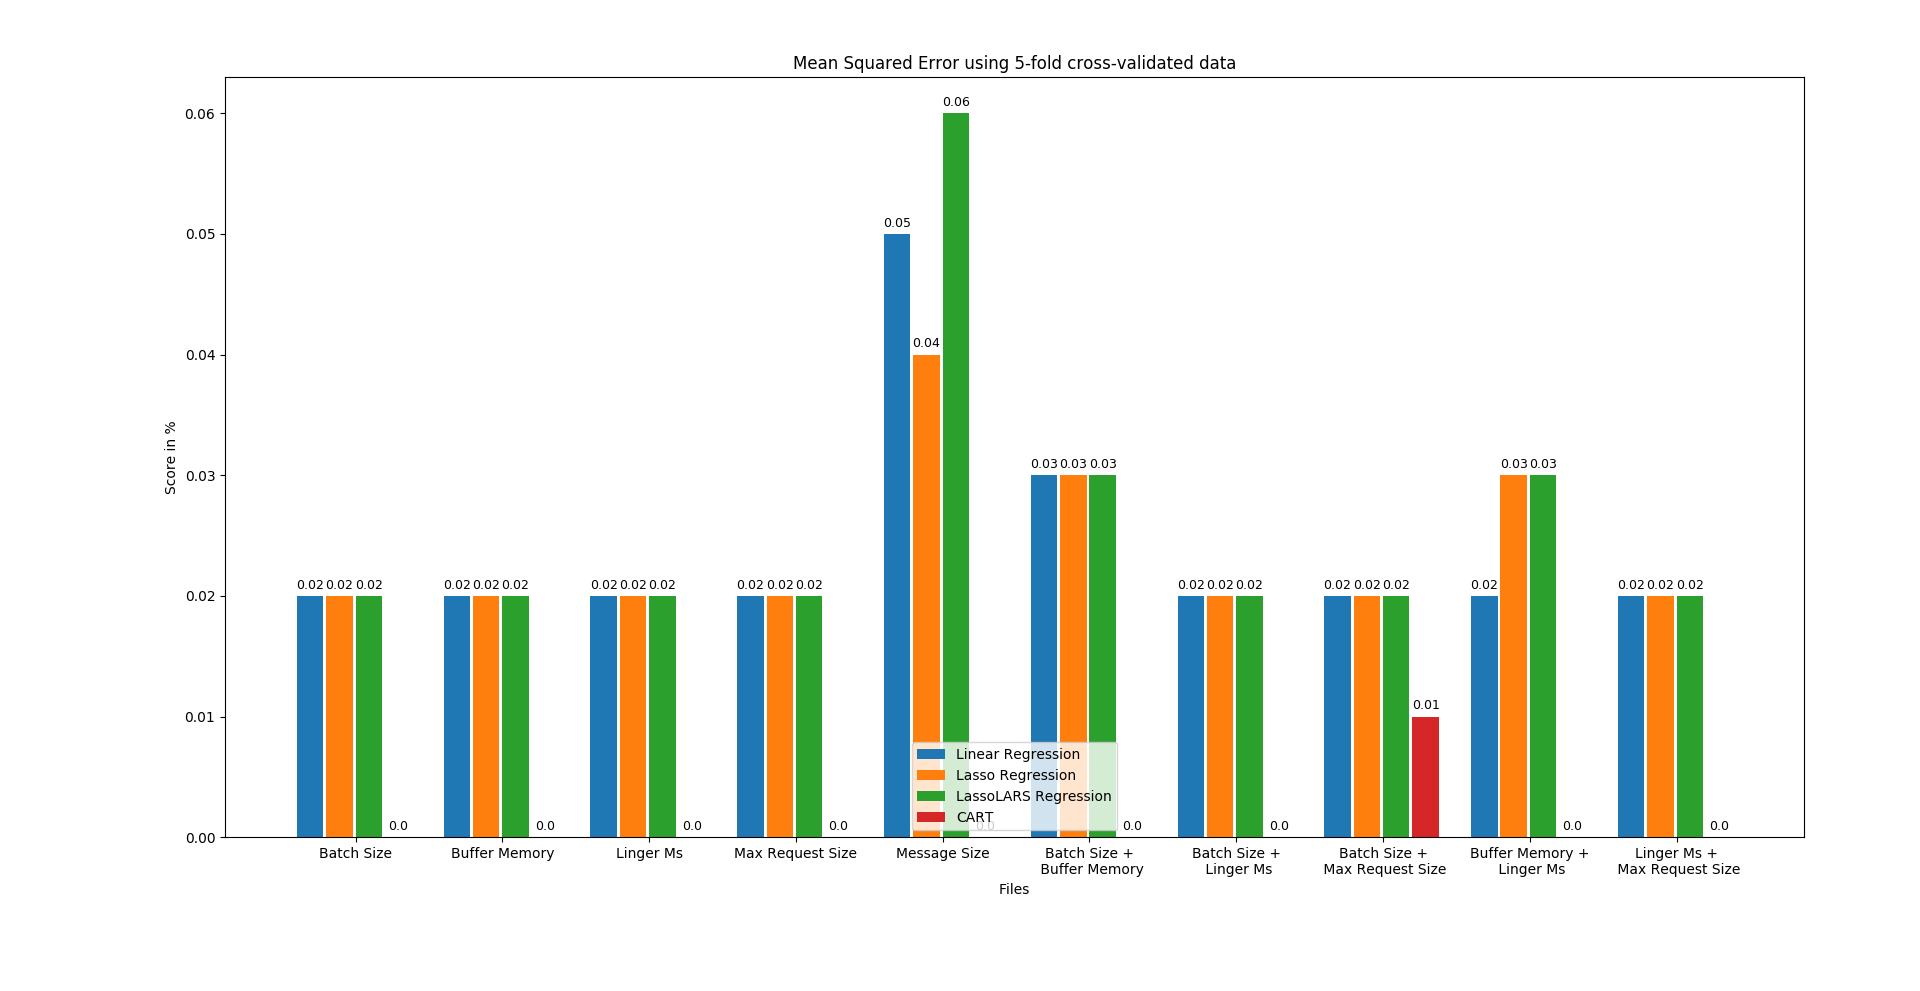 Mean Squared Error using 5-fold cross-validated data
Score in %
0.06
0.05
0.04
0.03
0.02
0.01
0.00
0.02 0.02 0.02 0.0
0.02 0.02 0.02 0.0
0.02 0.02 0.02 0.0
0.02 0.02 0.02 0.0
0.05 0.04 0.06 0.0
0.03 0.03 0.03 0.0
0.02 0.02 0.02 0.0
0.02 0.02 0.02 0.01
0.02 0.03 0.03 0.0
0.02 0.02 0.02 0.0
Linear Regression
Lasso Regression
LassoLARS Regression
CART
Batch Size
Buffer Memory
Linger Ms
Max Request Size
Message Size
Batch Size +
Buffer Memory
Batch Size +
Linger Ms
Batch Size +
Max Request Size
Buffer Memory +
Linger Ms
Linger Ms +
Max Request Size
Files